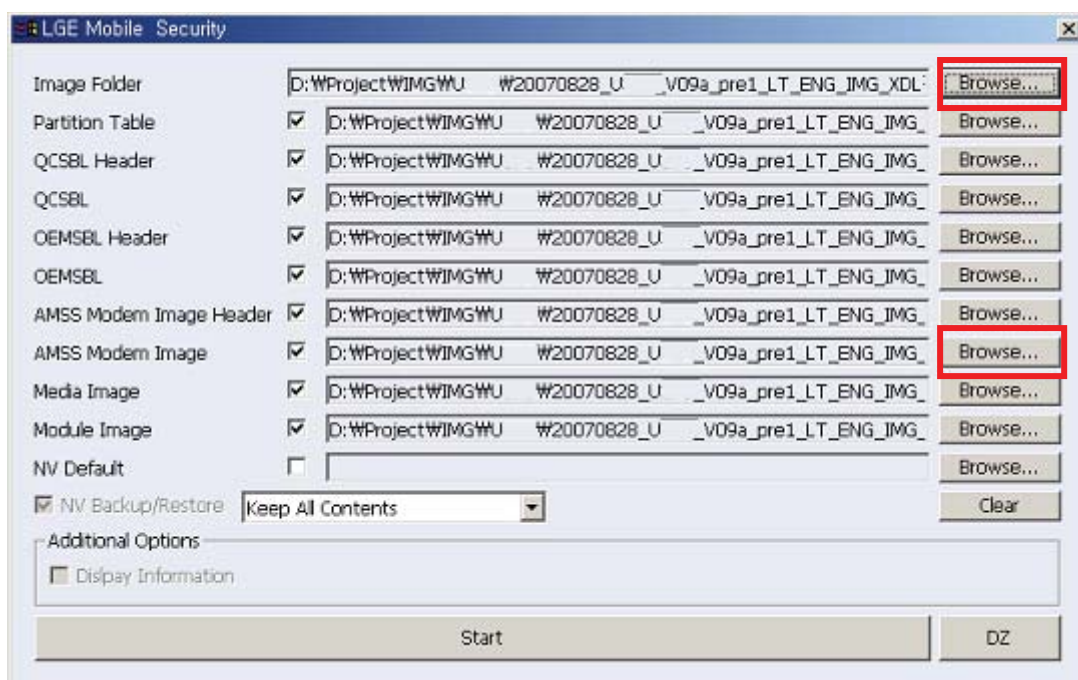 LGE Mobile Security
Image Folder D:₩Project₩IMG₩U ₩20070828_U _V09a_pre1_LT_ENG_IMG_XDL Browse...
Partition Table D:₩Project₩IMG₩U ₩20070828_U _V09a_pre1_LT_ENG_IMG_ Browse...
QCSBL Header D:₩Project₩IMG₩U ₩20070828_U _V09a_pre1_LT_ENG_IMG_ Browse...
QCSBL D:₩Project₩IMG₩U ₩20070828_U _V09a_pre1_LT_ENG_IMG_ Browse...
OEMSBL Header D:₩Project₩IMG₩U ₩20070828_U _V09a_pre1_LT_ENG_IMG_ Browse...
OEMSBL D:₩Project₩IMG₩U ₩20070828_U _V09a_pre1_LT_ENG_IMG_ Browse...
AMSS Modem Image Header D:₩Project₩IMG₩U ₩20070828_U _V09a_pre1_LT_ENG_IMG_ Browse...
AMSS Modem Image D:₩Project₩IMG₩U ₩20070828_U _V09a_pre1_LT_ENG_IMG_ Browse...
Media Image D:₩Project₩IMG₩U ₩20070828_U _V09a_pre1_LT_ENG_IMG_ Browse...
Module Image D:₩Project₩IMG₩U ₩20070828_U _V09a_pre1_LT_ENG_IMG_ Browse...
NV Default Browse...
NV Backup/Restore Keep All Contents Clear
Additional Options
Dislpay Information
Start DZ